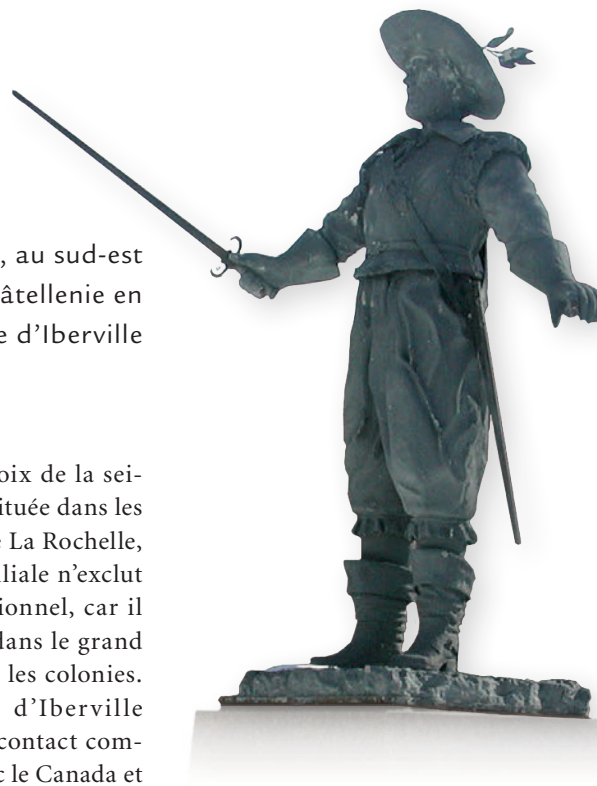 , au sud-est
âtellenie en
e d’Iberville
oix de la sei-
ituée dans les
e La Rochelle,
iliale n’exclut
ionnel, car il
dans le grand
les colonies.
d’Iberville
contact com-
c le Canada et